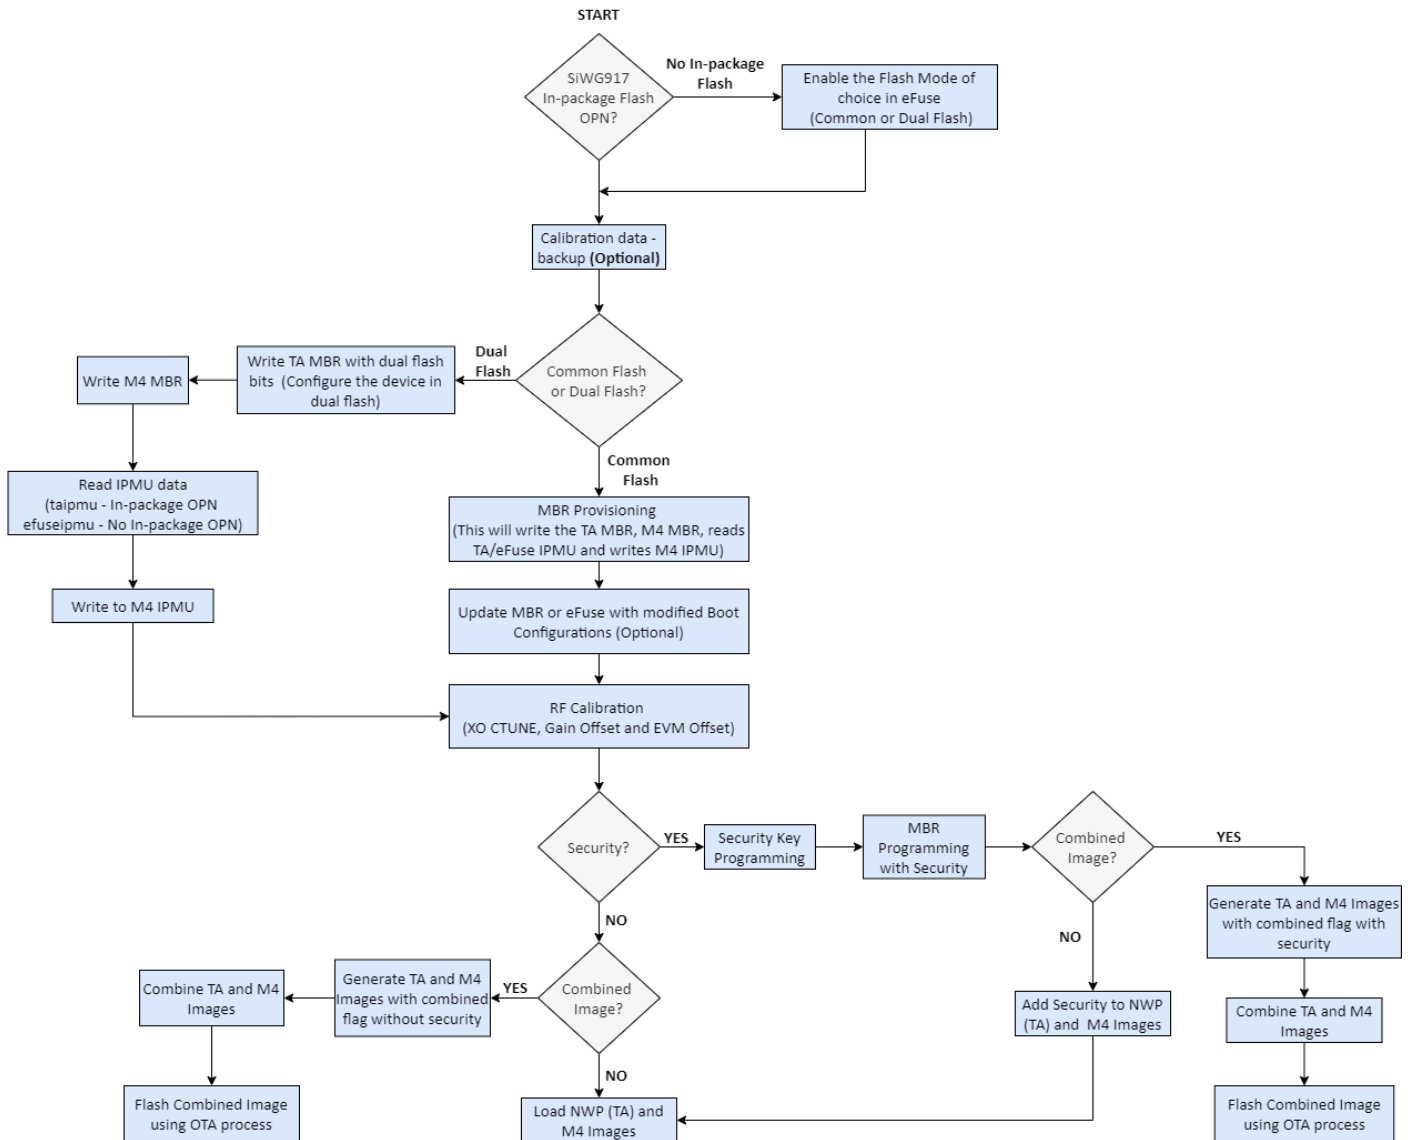 START
SiWG917
In-package Flash
OPN?
No In-package
Flash
Enable the Flash Mode of
choice in eFuse
(Common or Dual Flash)
Calibration data -
backup (Optional)
Common Flash
or Dual Flash?
Dual
Flash
Write TA MBR with dual flash
bits (Configure the device in
dual flash)
Write M4 MBR
Read IPMU data
(taipmu - In-package OPN
efuseipmu - No In-package OPN)
Write to M4 IPMU
Common
Flash
MBR Provisioning
(This will write the TA MBR, M4 MBR, reads
TA/eFuse IPMU and writes M4 IPMU)
Update MBR or eFuse with modified Boot
Configurations (Optional)
RF Calibration
(XO CTUNE, Gain Offset and EVM Offset)
Security?
YES
Security Key
Programming
MBR
Programming
with Security
Combined
Image?
YES
Generate TA and M4 Images
with combined flag with
security
Combine TA and M4
Images
Flash Combined Image
using OTA process
NO
Add Security to NWP
(TA) and M4 Images
NO
Combined
Image?
YES
Generate TA and M4
Images with combined
flag without security
Combine TA and M4
Images
Flash Combined Image
using OTA process
NO
Load NWP (TA) and
M4 Images